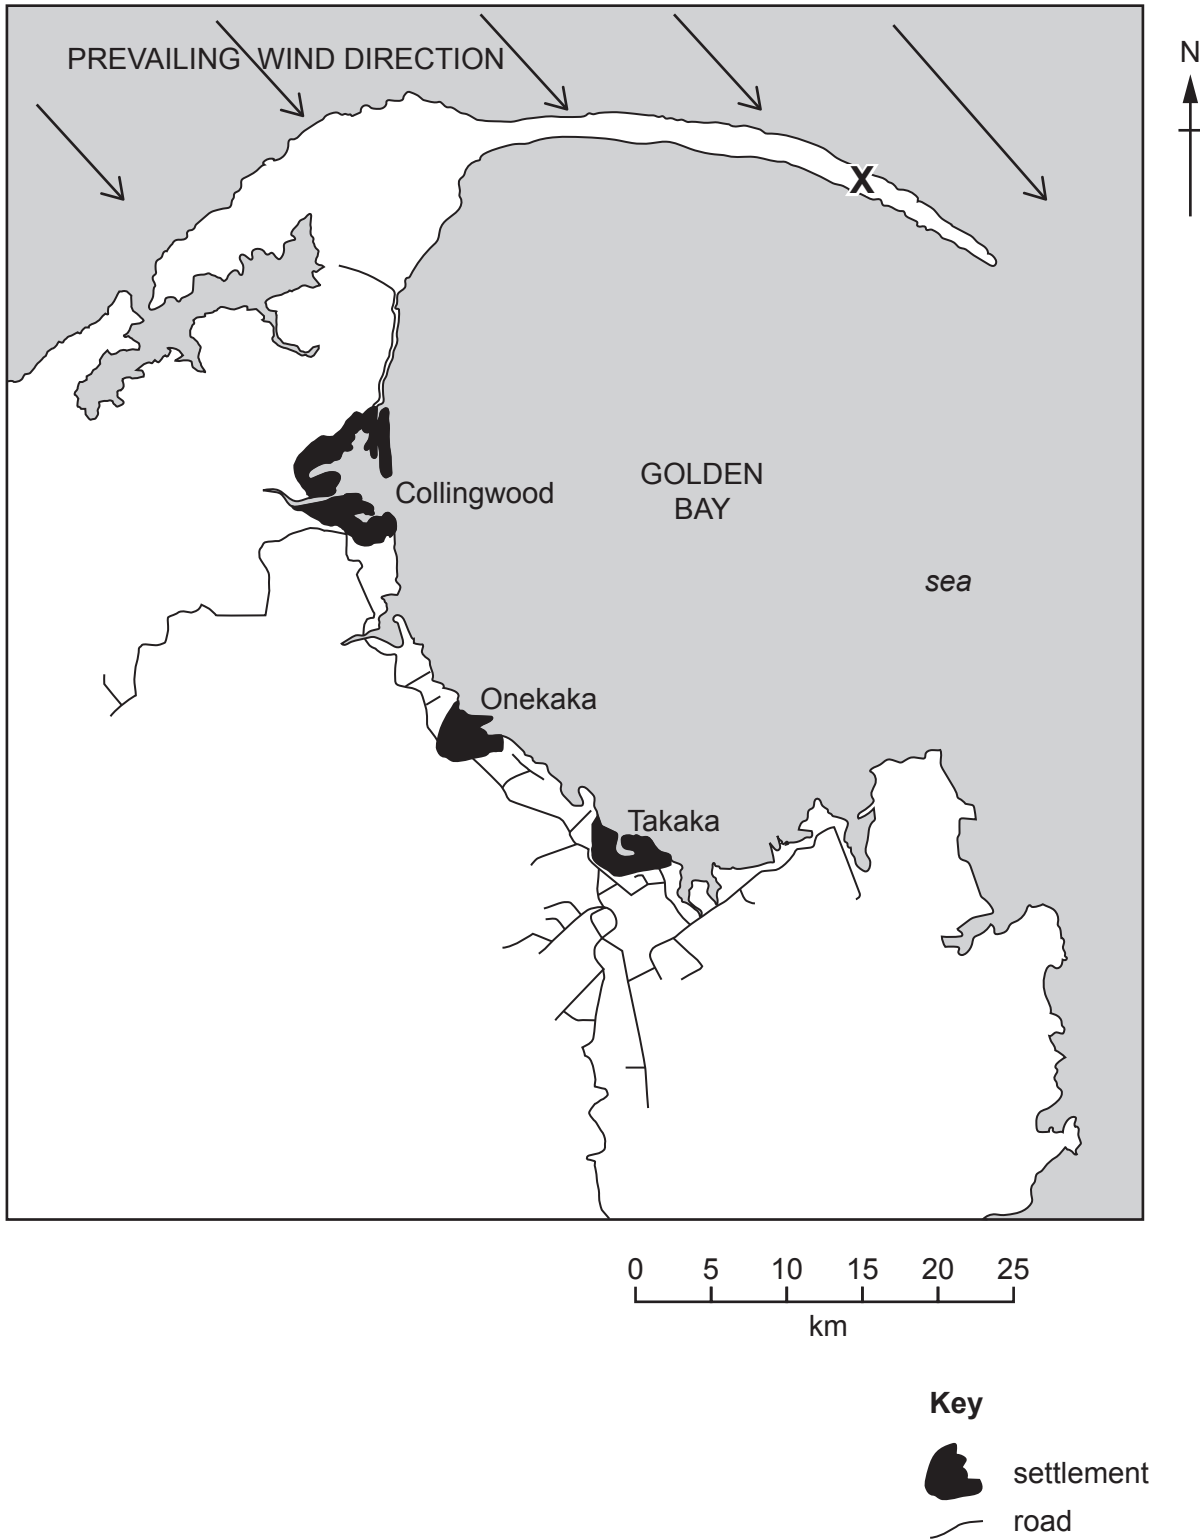 PREVAILING WIND DIRECTION
N
X
GOLDEN
BAY
Collingwood
sea
Onekaka
Takaka
0 5 10 15 20 25
km
Key
settlement
road